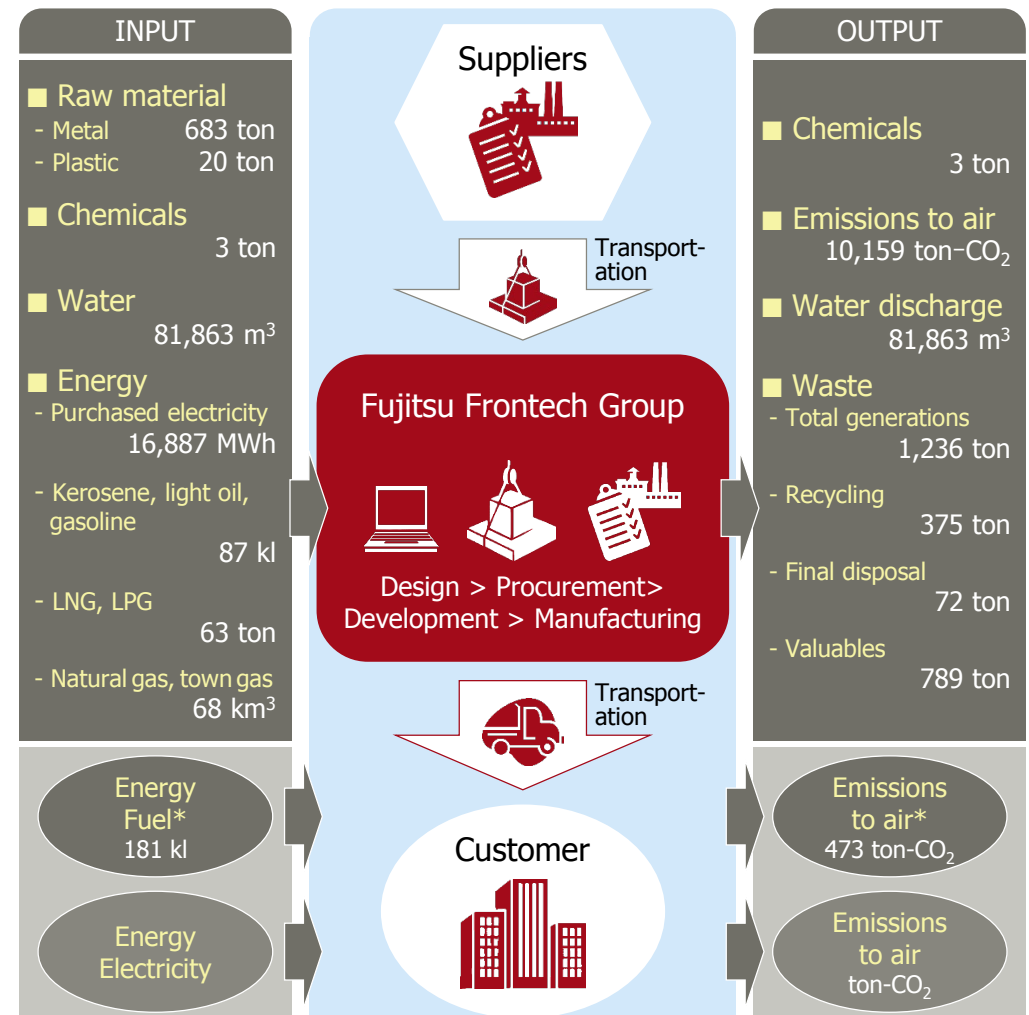 INPUT
■ Raw material
- Metal 683 ton
- Plastic 20 ton
■ Chemicals
3 ton
■ Water
81,863 m³
■ Energy
- Purchased electricity
16,887 MWh
- Kerosene, light oil,
gasoline
87 kl
- LNG, LPG
63 ton
- Natural gas, town gas
68 km³
Energy
Fuel*
181 kl
Energy
Electricity
Suppliers
Transport-
ation
Fujitsu Frontech Group
Design > Procurement>
Development > Manufacturing
Transport-
ation
Customer
OUTPUT
■ Chemicals
3 ton
■ Emissions to air
10,159 ton-CO₂
■ Water discharge
81,863 m³
■ Waste
- Total generations
1,236 ton
- Recycling
375 ton
- Final disposal
72 ton
- Valuables
789 ton
Emissions
to air*
473 ton-CO₂
Emissions
to air
ton-CO₂